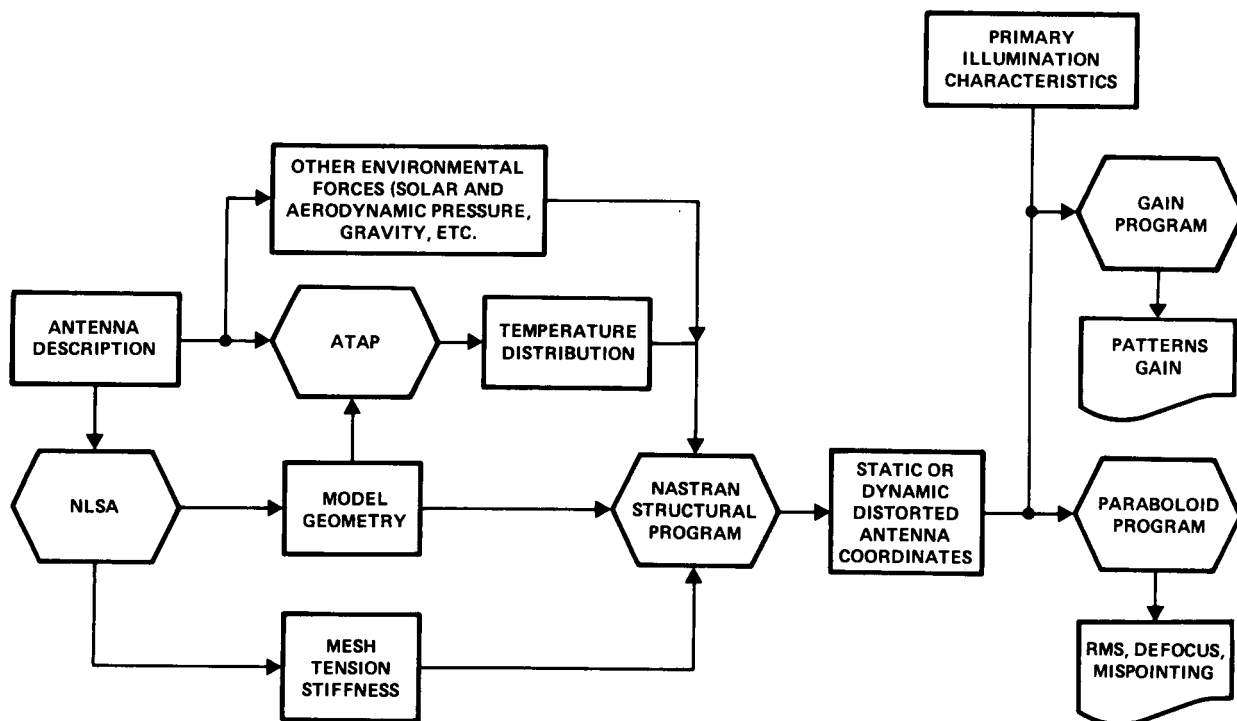 PRIMARY
ILLUMINATION
CHARACTERISTICS
OTHER ENVIRONMENTAL
FORCES (SOLAR AND
AERODYNAMIC PRESSURE,
GRAVITY, ETC.
GAIN
PROGRAM
ANTENNA
DESCRIPTION
ATAP
TEMPERATURE
DISTRIBUTION
PATTERNS
GAIN
NLSA
MODEL
GEOMETRY
NASTRAN
STRUCTURAL
PROGRAM
STATIC OR
DYNAMIC
DISTORTED
ANTENNA
COORDINATES
PARABOLOID
PROGRAM
MESH
TENSION
STIFFNESS
RMS, DEFOCUS,
MISPOINTING